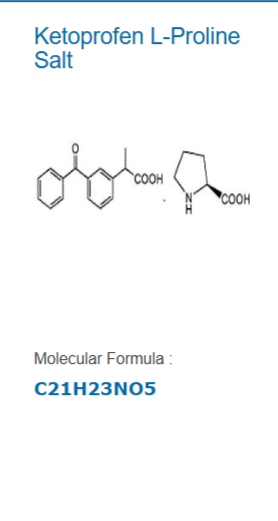 Ketoprofen L-Proline
Salt
O
COOH
N
H
COOH
Molecular Formula :
C21H23NO5